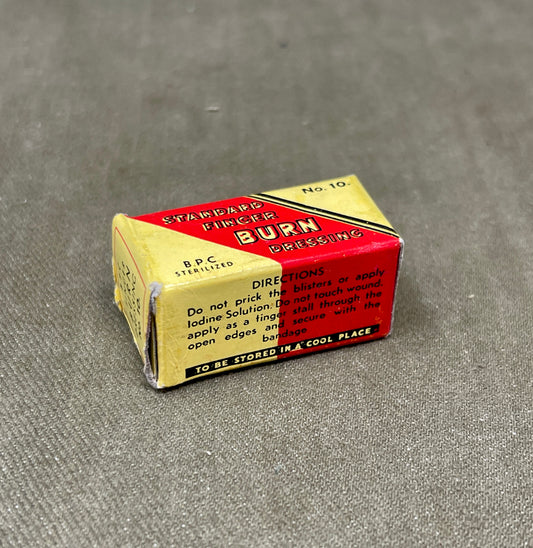 No. 10.
STANDARD
FINGER
BURN
DRESSING
B.P.C
STERILIZED
DIRECTIONS
Do not prick the blisters or apply
Iodine Solution. Do not touch wound.
apply as a finger stall through the
open edges and secure with the
bandage
TO BE STORED IN A COOL PLACE